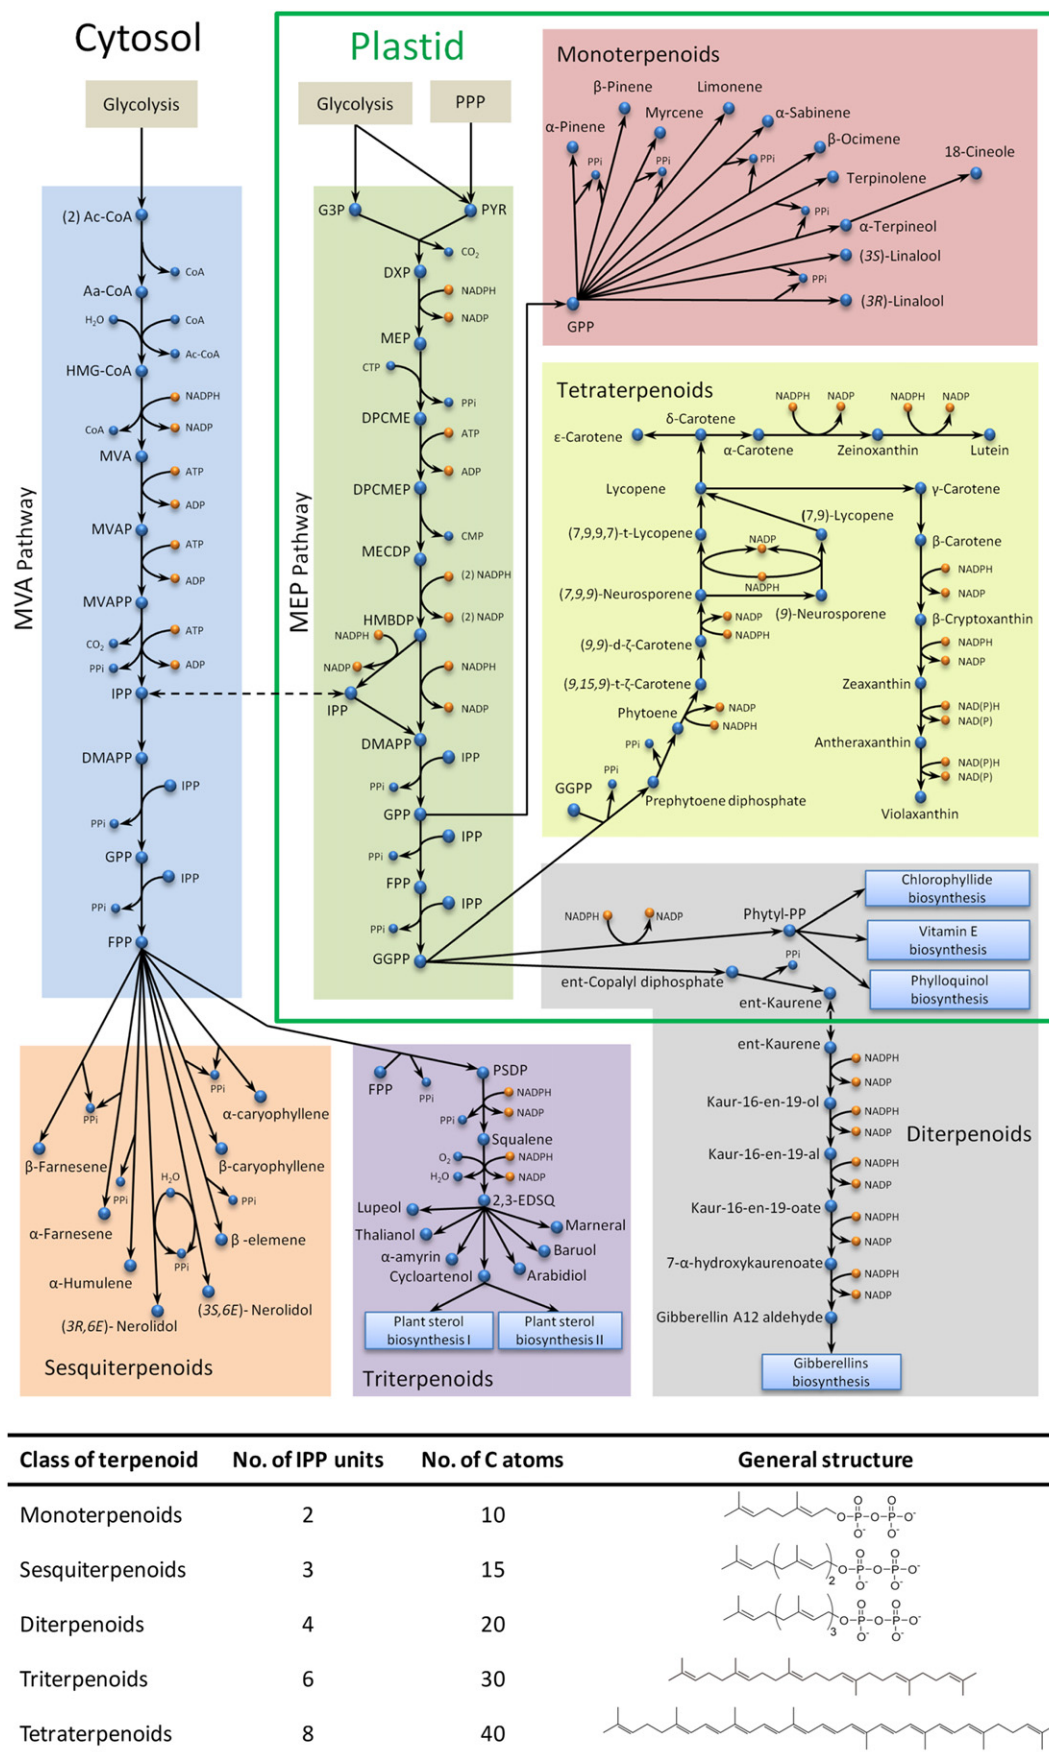 Cytosol
Plastid
Glycolysis
Glycolysis
PPP
MVA Pathway
(2) Ac-CoA
CoA
Aa-CoA
H₂O
CoA
Ac-CoA
HMG-CoA
NADPH
CoA
NADP
MVA
ATP
ADP
MVAP
ATP
ADP
MVAPP
CO₂
ATP
PPi
ADP
IPP
DMAPP
IPP
PPi
GPP
IPP
PPi
FPP
MEP Pathway
G3P
PYR
CO₂
DXP
NADPH
NADP
MEP
CTP
PPi
DPCME
ATP
ADP
DPCMEP
CMP
MECDP
(2) NADPH
(2) NADP
HMBDP
NADPH
NADP
NADPH
NADP
IPP
DMAPP
IPP
PPi
GPP
IPP
PPi
FPP
IPP
PPi
GGPP
Monoterpenoids
β-Pinene
Limonene
Myrcene
α-Sabinene
α-Pinene
β-Ocimene
18-Cineole
PPi
PPi
PPi
Terpinolene
PPi
α-Terpineol
(3S)-Linalool
PPi
(3R)-Linalool
GPP
Tetraterpenoids
NADPH
NADP
NADPH
NADP
δ-Carotene
ε-Carotene
α-Carotene
Zeinoxanthin
Lutein
Lycopene
γ-Carotene
(7,9)-Lycopene
(7,9,9,7)-t-Lycopene
NADP
β-Carotene
NADPH
NADPH
NADP
(7,9,9)-Neurosporene
(9)-Neurosporene
NADP
NADPH
β-Cryptoxanthin
(9,9)-d-ζ-Carotene
NADPH
NADP
(9,15,9)-t-ζ-Carotene
Zeaxanthin
Phytoene
NADP
NADPH
NAD(P)H
NAD(P)
PPi
Antheraxanthin
GGPP
PPi
NAD(P)H
NAD(P)
Prephytoene diphosphate
Violaxanthin
NADPH
NADP
Phytyl-PP
Chlorophyllide
biosynthesis
Vitamin E
biosynthesis
PPi
ent-Copalyl diphosphate
Phylloquinol
biosynthesis
ent-Kaurene
ent-Kaurene
NADPH
NADP
Kaur-16-en-19-ol
NADPH
NADP
Diterpenoids
Kaur-16-en-19-al
NADPH
NADP
Kaur-16-en-19-oate
NADPH
NADP
7-α-hydroxykaurenoate
NADPH
NADP
Gibberellin A12 aldehyde
Gibberellins
biosynthesis
PPi
PPi
α-caryophyllene
β-Farnesene
β-caryophyllene
PPi
H₂O
PPi
α-Farnesene
β -elemene
PPi
α-Humulene
(3S,6E)- Nerolidol
(3R,6E)- Nerolidol
Sesquiterpenoids
FPP
PPi
PSDP
NADPH
PPi
NADP
Squalene
O₂
NADPH
H₂O
NADP
2,3-EDSQ
Lupeol
Marneral
Thalianol
Baruol
α-amyrin
Cycloartenol
Arabidiol
Plant sterol
biosynthesis I
Plant sterol
biosynthesis II
Triterpenoids
Class of terpenoid No. of IPP units No. of C atoms General structure
Monoterpenoids 2 10
O O
O P O P O⁻
O⁻ O⁻
Sesquiterpenoids 3 15
O O
2 O P O P O⁻
O⁻ O⁻
Diterpenoids 4 20
O O
3 O P O P O⁻
O⁻ O⁻
Triterpenoids 6 30
Tetraterpenoids 8 40